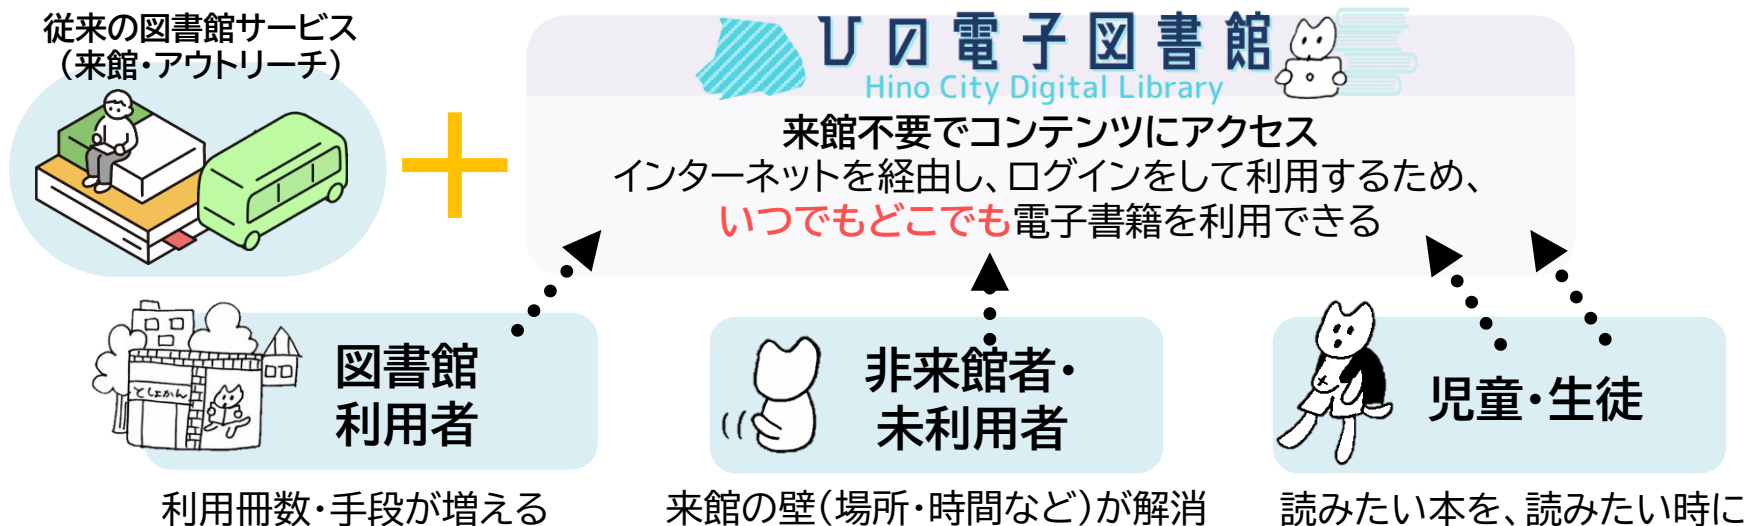 従来の図書館サービス
（来館・アウトリーチ）
ひの電子図書館
Hino City Digital Library
来館不要でコンテンツにアクセス
インターネットを経由し、ログインをして利用するため、
いつでもどこでも電子書籍を利用できる
としょかん
図書館
利用者
非来館者・
未利用者
児童・生徒
利用冊数・手段が増える
来館の壁（場所・時間など）が解消
読みたい本を、読みたい時に